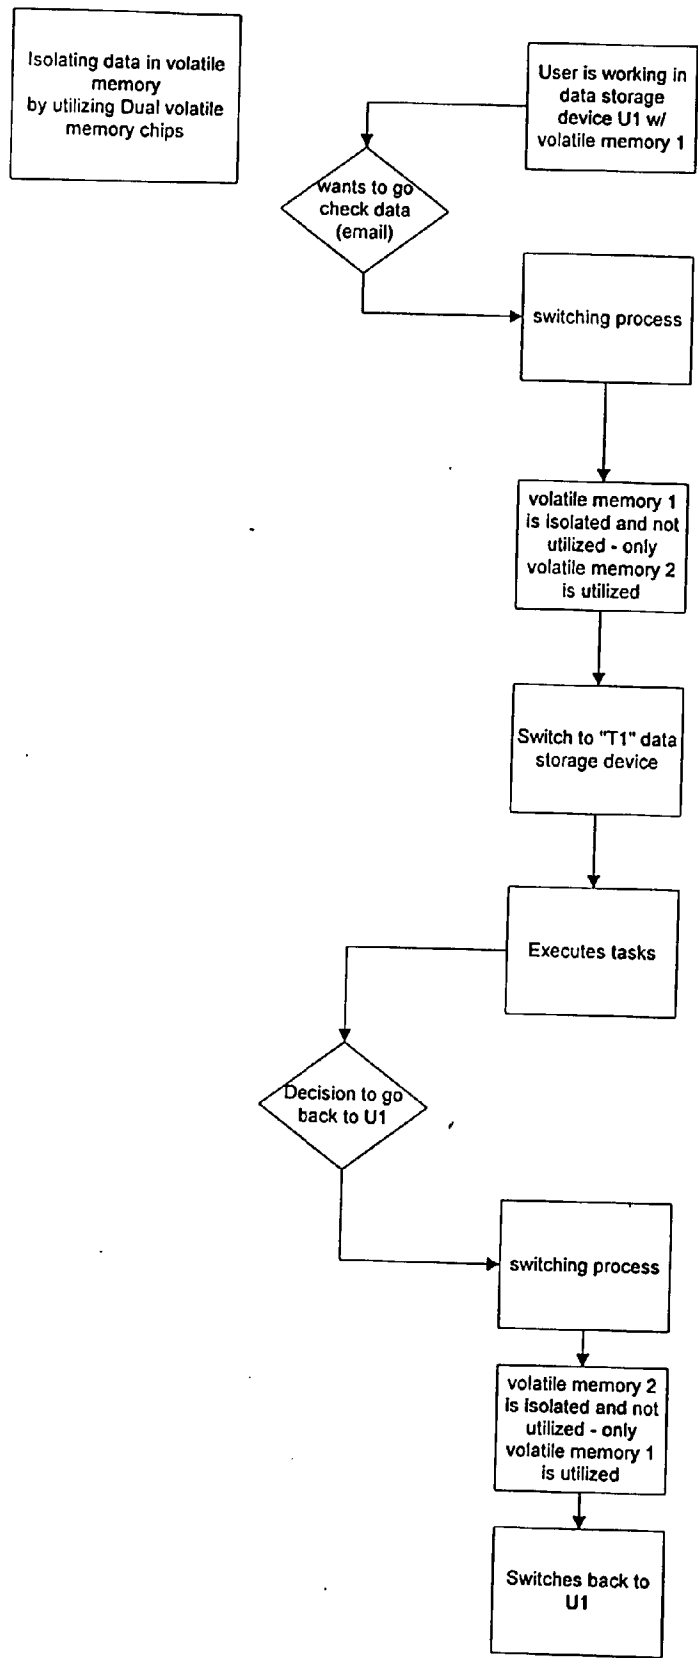 Isolating data in volatile
memory
by utilizing Dual volatile
memory chips
User is working in
data storage
device U1 w/
volatile memory 1
wants to go
check data
(email)
switching process
volatile memory 1
is isolated and not
utilized - only
volatile memory 2
is utilized
Switch to "T1" data
storage device
Executes tasks
Decision to go
back to U1
switching process
volatile memory 2
is isolated and not
utilized - only
volatile memory 1
is utilized
Switches back to
U1